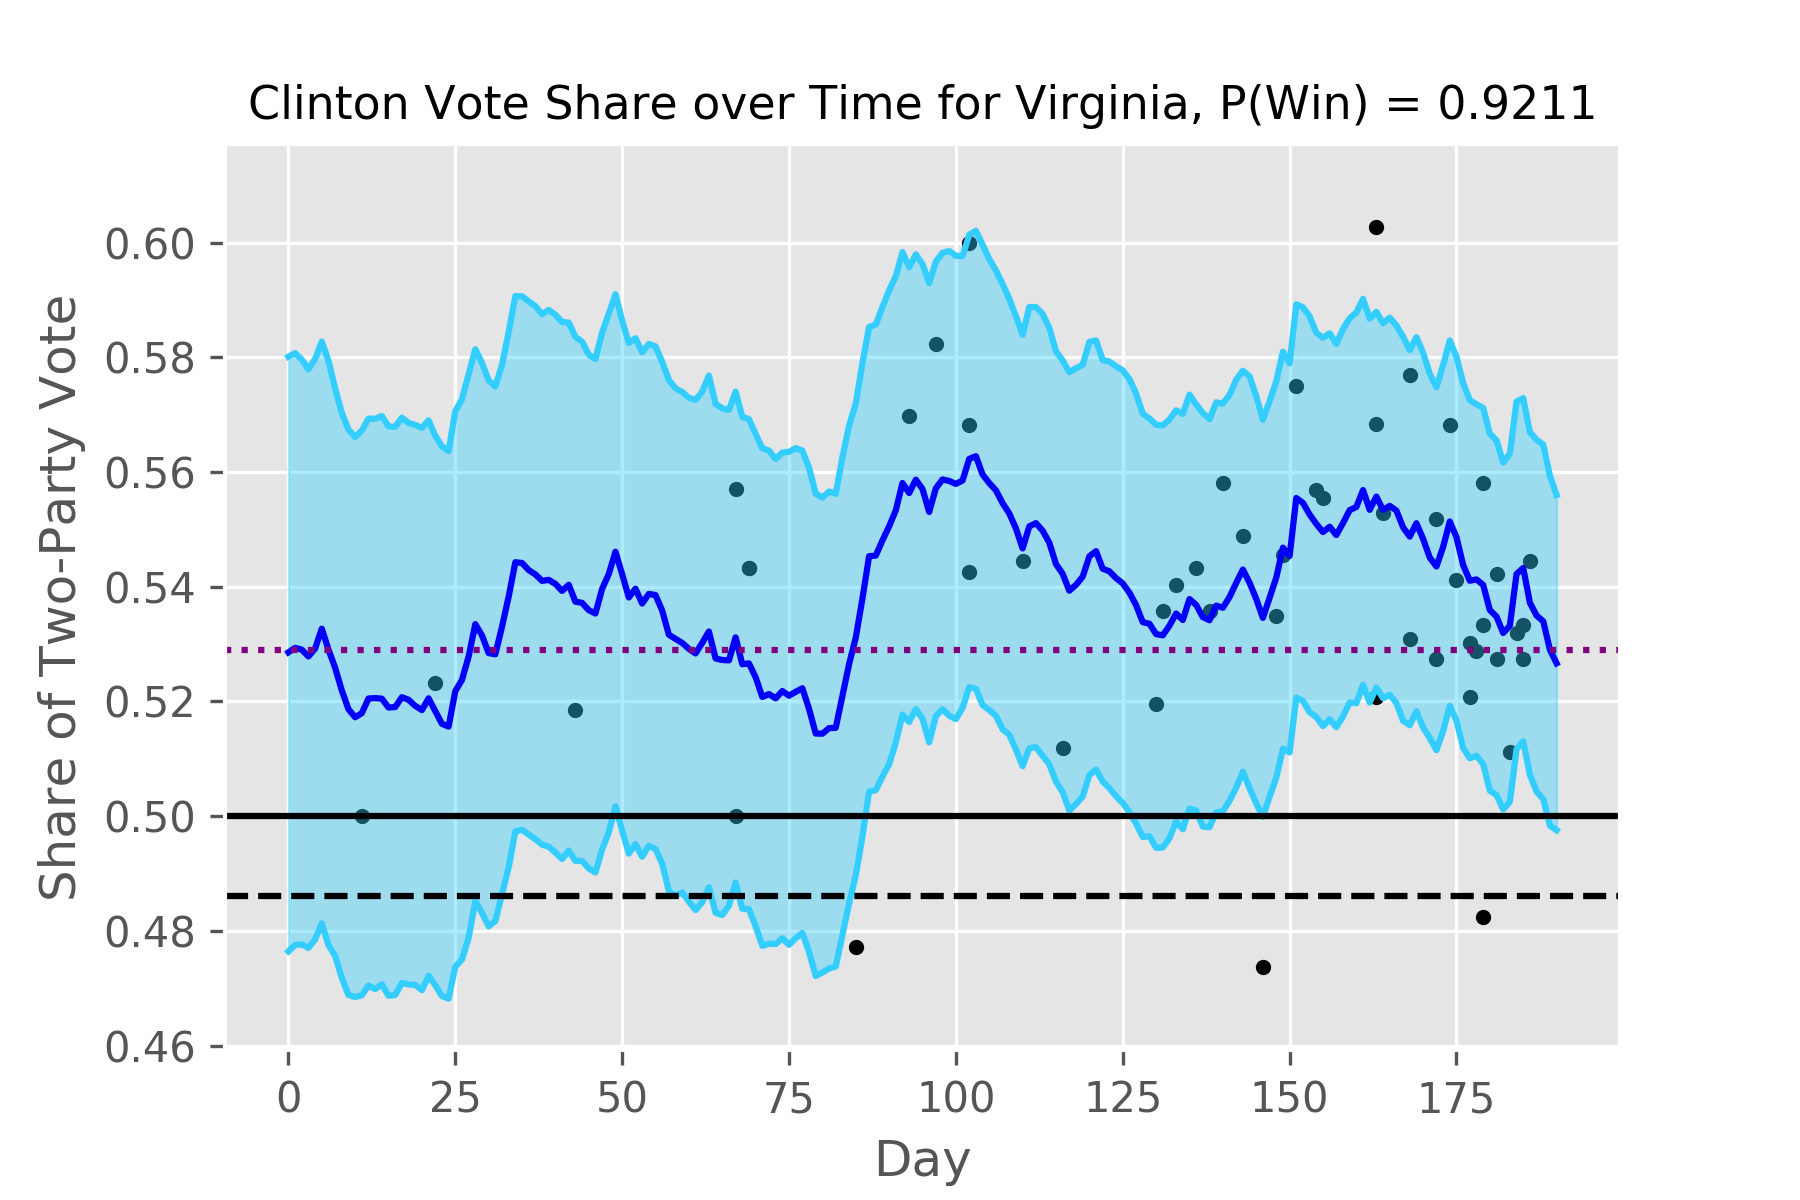 Clinton Vote Share over Time for Virginia, P(Win) = 0.9211
Share of Two-Party Vote
0.60
0.58
0.56
0.54
0.52
0.50
0.48
0.46
0 25 50 75 100 125 150 175
Day